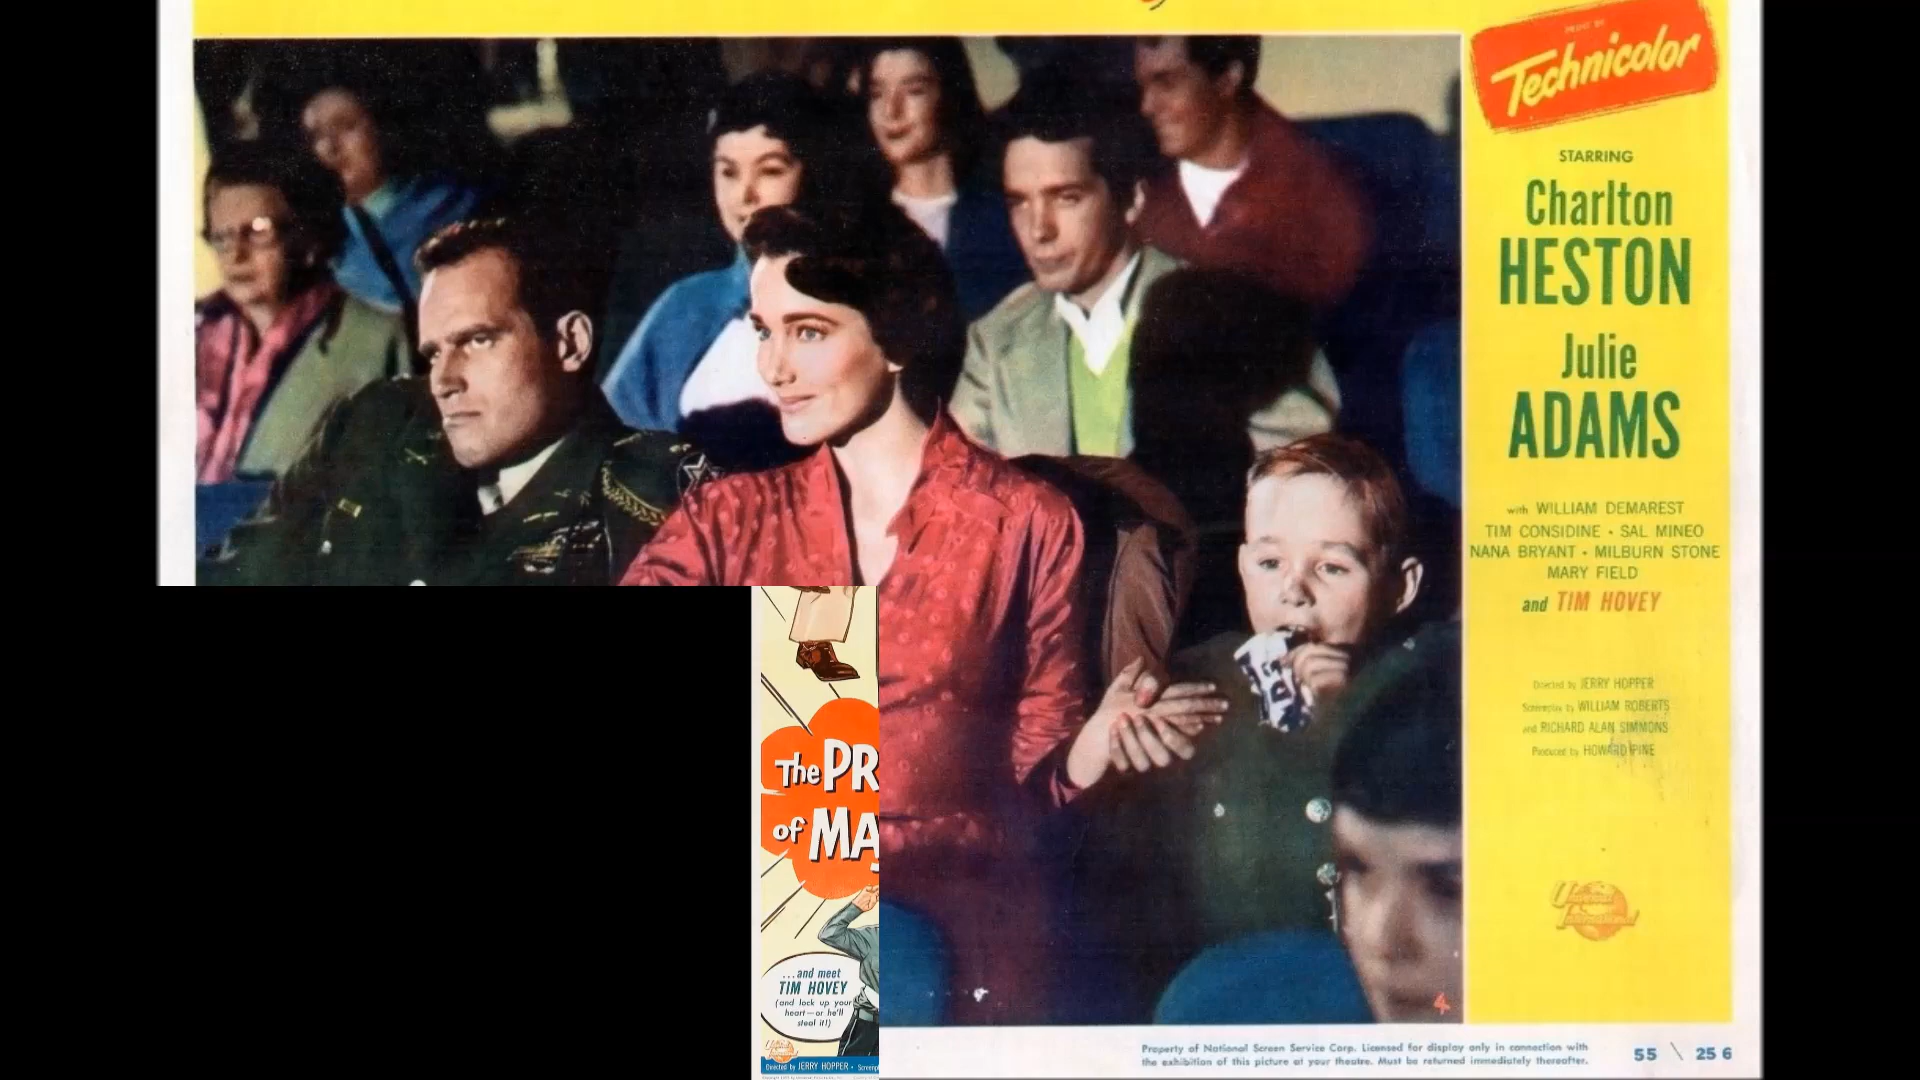 PRINT BY
Technicolor
STARRING
Charlton
HESTON
Julie
ADAMS
with WILLIAM DEMAREST
TIM CONSIDINE • SAL MINEO
NANA BRYANT • MILBURN STONE
MARY FIELD
and TIM HOVEY
Directed by JERRY HOPPER
Screenplay by WILLIAM ROBERTS
and RICHARD ALAN SIMMONS
Produced by HOWARD PINE
Universal
International
4
Property of National Screen Service Corp. Licensed for display only in connection with
the exhibition of this picture at your theatre. Must be returned immediately thereafter.
55 \ 256
The PR
of MA
...and meet
TIM HOVEY
(and lock up your
heart—or he'll
steal it!)
Directed by JERRY HOPPER •